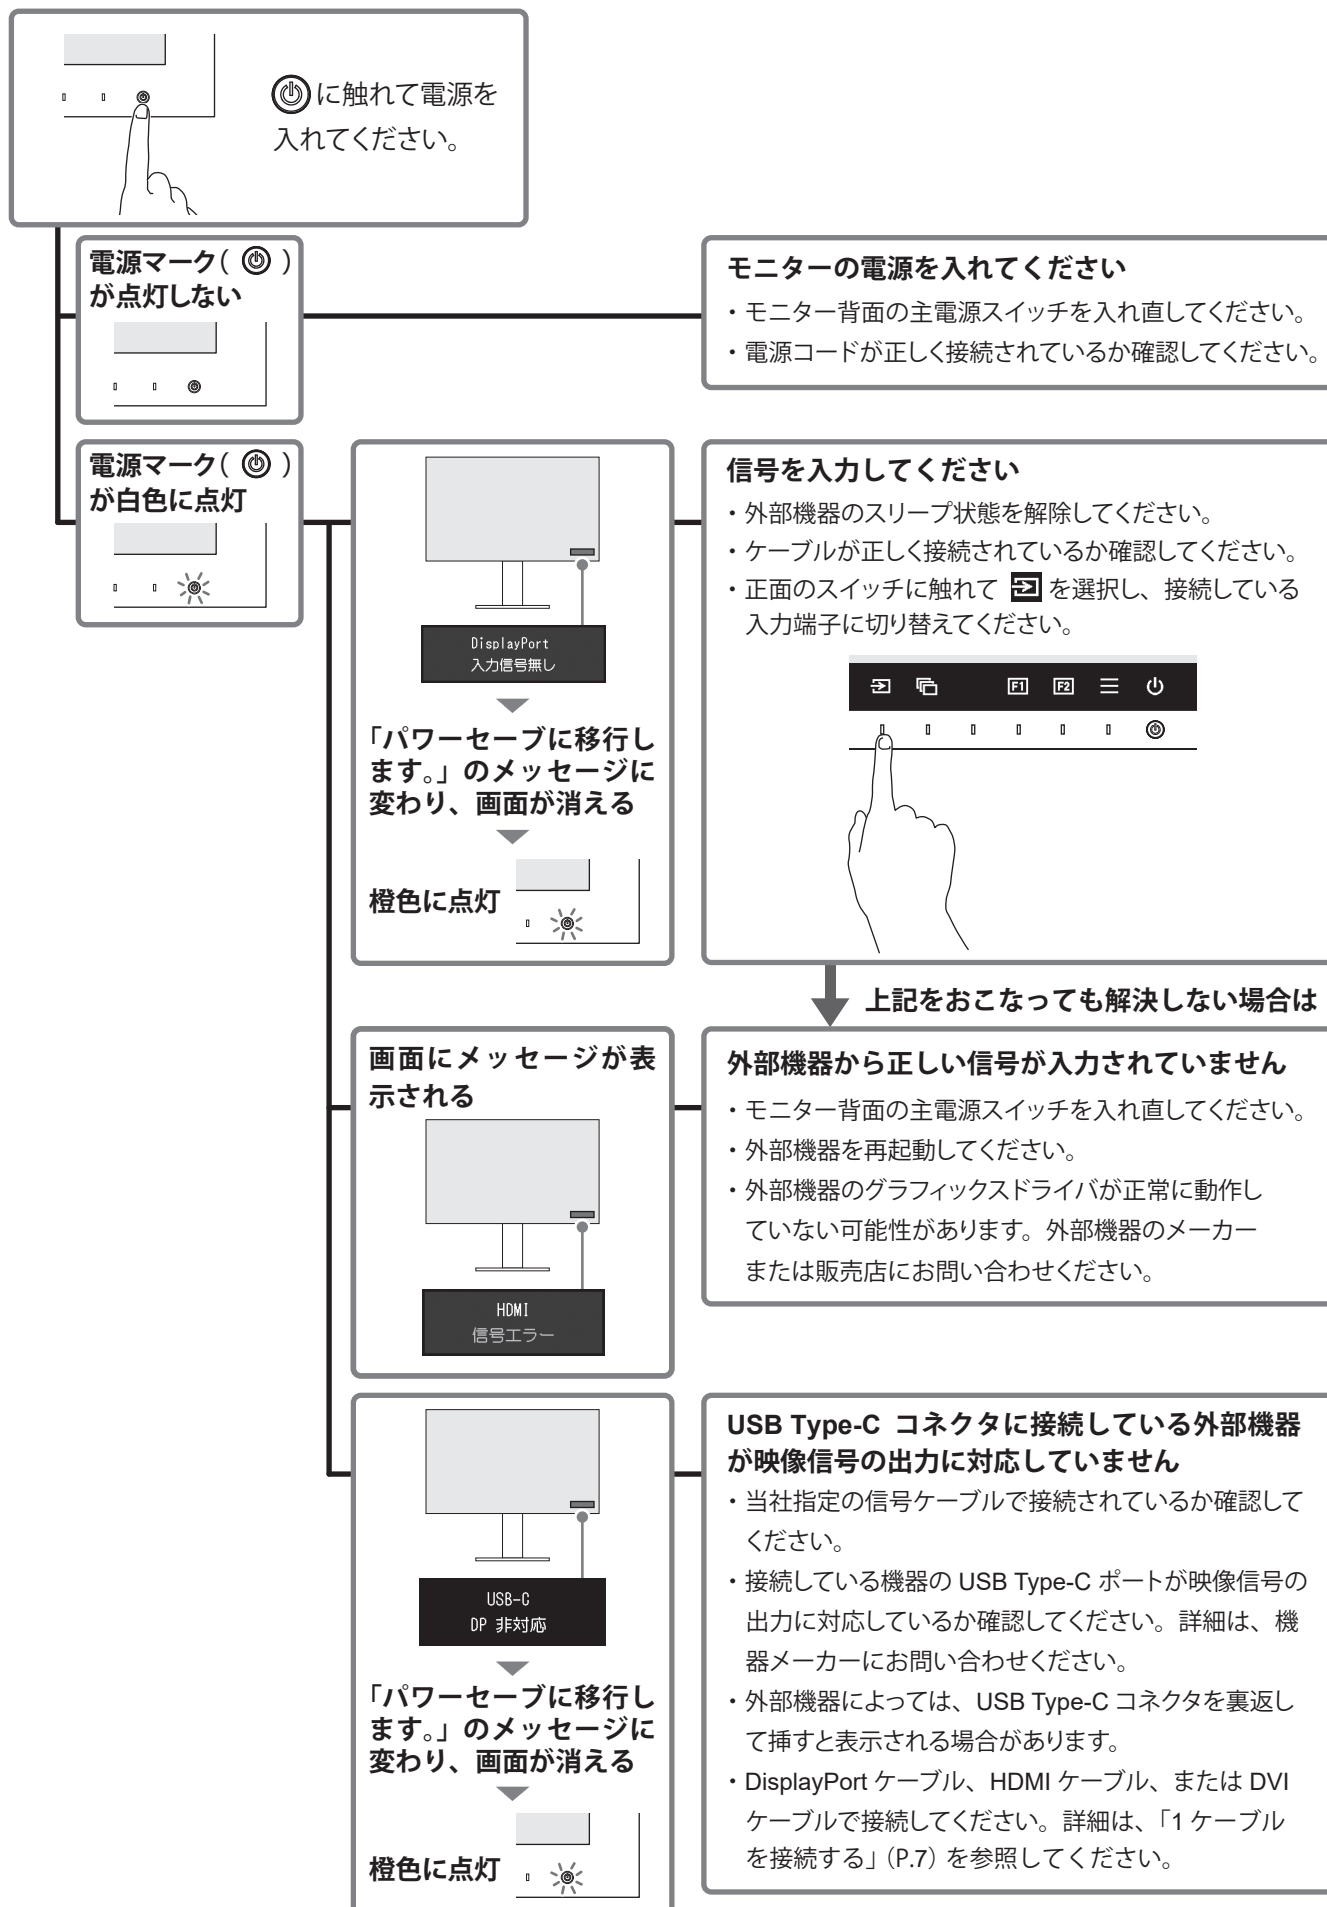 に触れて電源を
入れてください。
電源マーク( )
が点灯しない
モニターの電源を入れてください
・モニター背面の主電源スイッチを入れ直してください。
・電源コードが正しく接続されているか確認してください。
電源マーク( )
が白色に点灯
DisplayPort
入力信号無し
「パワーセーブに移行し
ます。」のメッセージに
変わり、画面が消える
橙色に点灯
信号を入力してください
・外部機器のスリープ状態を解除してください。
・ケーブルが正しく接続されているか確認してください。
・正面のスイッチに触れて を選択し、接続している
入力端子に切り替えてください。
F1 F2
上記をおこなっても解決しない場合は
画面にメッセージが表
示される
HDMI
信号エラー
外部機器から正しい信号が入力されていません
・モニター背面の主電源スイッチを入れ直してください。
・外部機器を再起動してください。
・外部機器のグラフィックスドライバが正常に動作し
ていない可能性があります。外部機器のメーカー
または販売店にお問い合わせください。
USB-C
DP 非対応
「パワーセーブに移行し
ます。」のメッセージに
変わり、画面が消える
橙色に点灯
USB Type-C コネクタに接続している外部機器
が映像信号の出力に対応していません
・当社指定の信号ケーブルで接続されているか確認して
ください。
・接続している機器の USB Type-C ポートが映像信号の
出力に対応しているか確認してください。詳細は、機
器メーカーにお問い合わせください。
・外部機器によっては、USB Type-C コネクタを裏返し
て挿すと表示される場合があります。
・DisplayPort ケーブル、HDMI ケーブル、または DVI
ケーブルで接続してください。詳細は、「1 ケーブル
を接続する」(P.7) を参照してください。